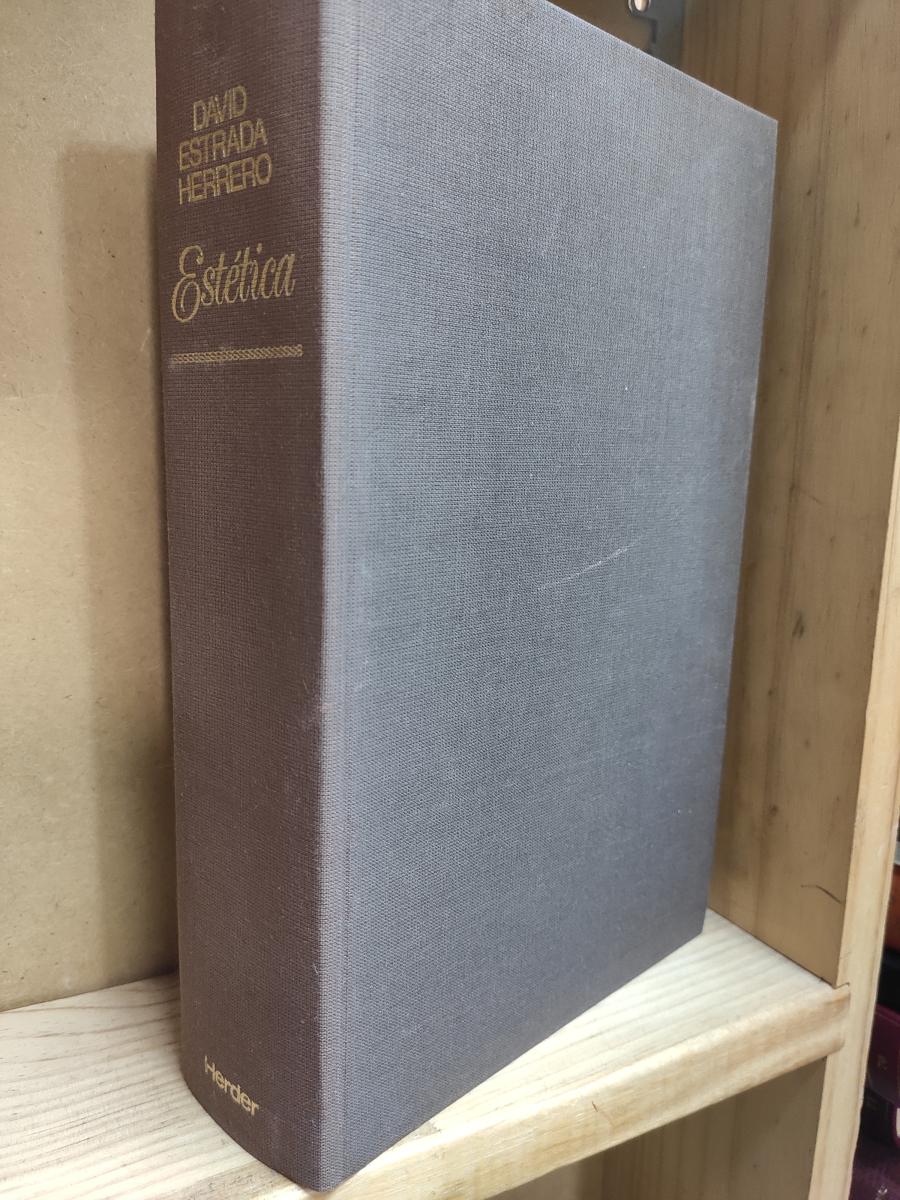 DAVID
ESTRADA
HERRERO
Estética
Herder